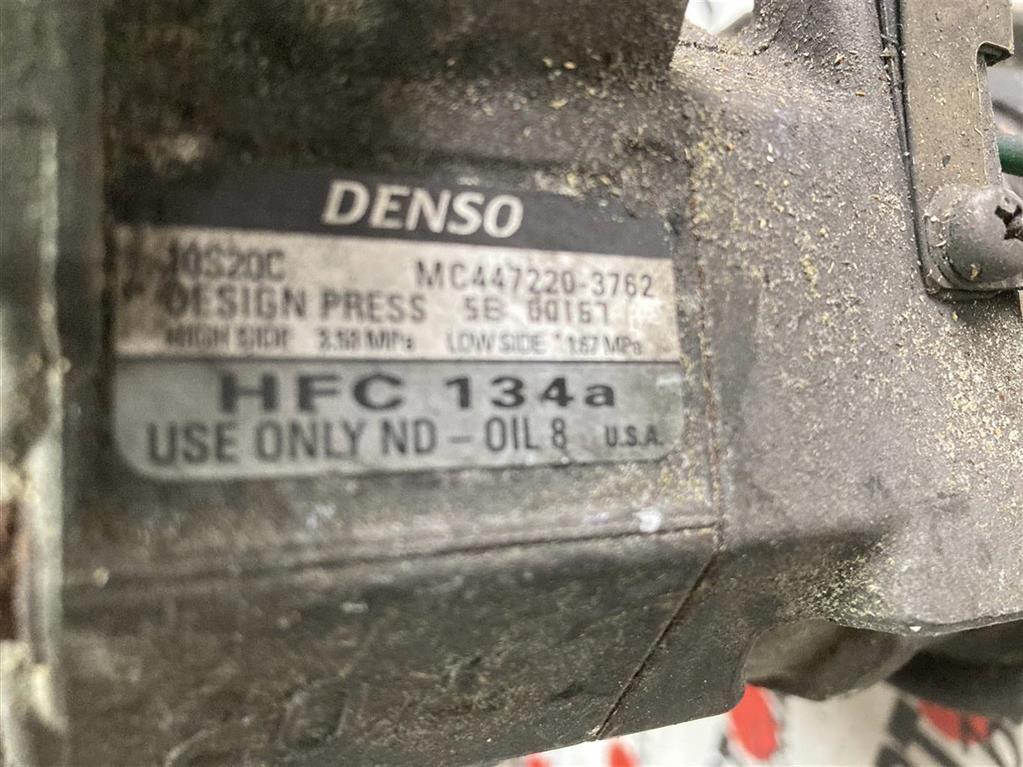 DENSO
10S20C MC447220-3762
DESIGN PRESS 5B 00167
HIGH SIDE 3.53 MPa LOW SIDE 1.67 MPa
HFC 134a
USE ONLY ND-OIL 8 U.S.A.